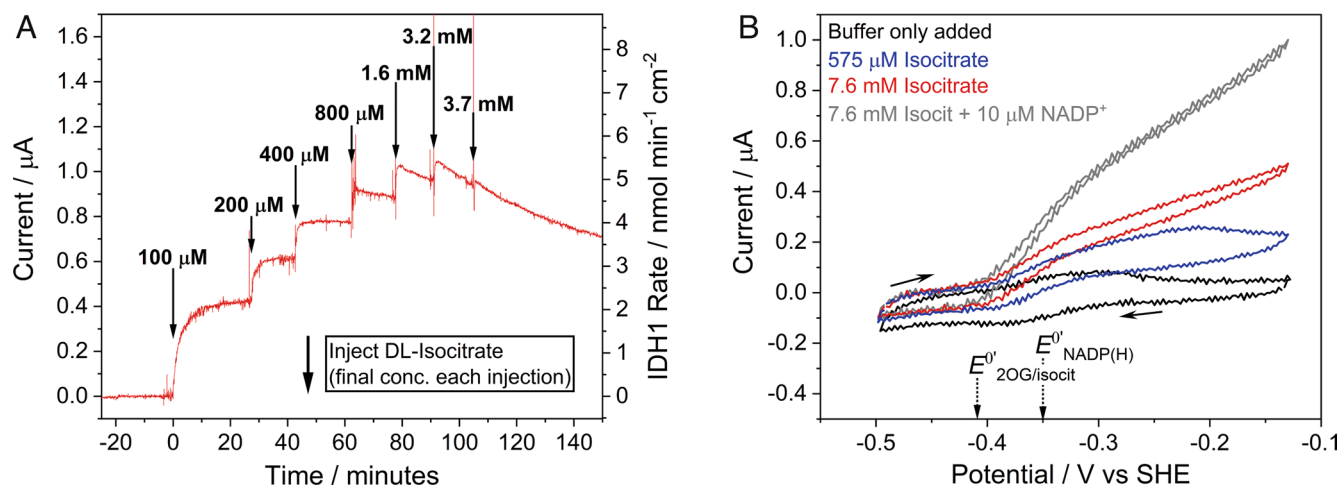 A
1.6
1.4
1.2
1.0
0.8
0.6
0.4
0.2
0.0
Current / μA
-20 0 20 40 60 80 100 120 140
Time / minutes
8
7
6
5
4
3
2
1
0
IDH1 Rate / nmol min⁻¹ cm⁻²
100 μM
200 μM
400 μM
800 μM
1.6 mM
3.2 mM
3.7 mM
Inject DL-Isocitrate
(final conc. each injection)
B
1.0
0.8
0.6
0.4
0.2
0.0
-0.2
-0.4
Current / μA
-0.5 -0.4 -0.3 -0.2 -0.1
Potential / V vs SHE
Buffer only added
575 μM Isocitrate
7.6 mM Isocitrate
7.6 mM Isocit + 10 μM NADP⁺
E⁰' 2OG/isocit
E⁰' NADP(H)